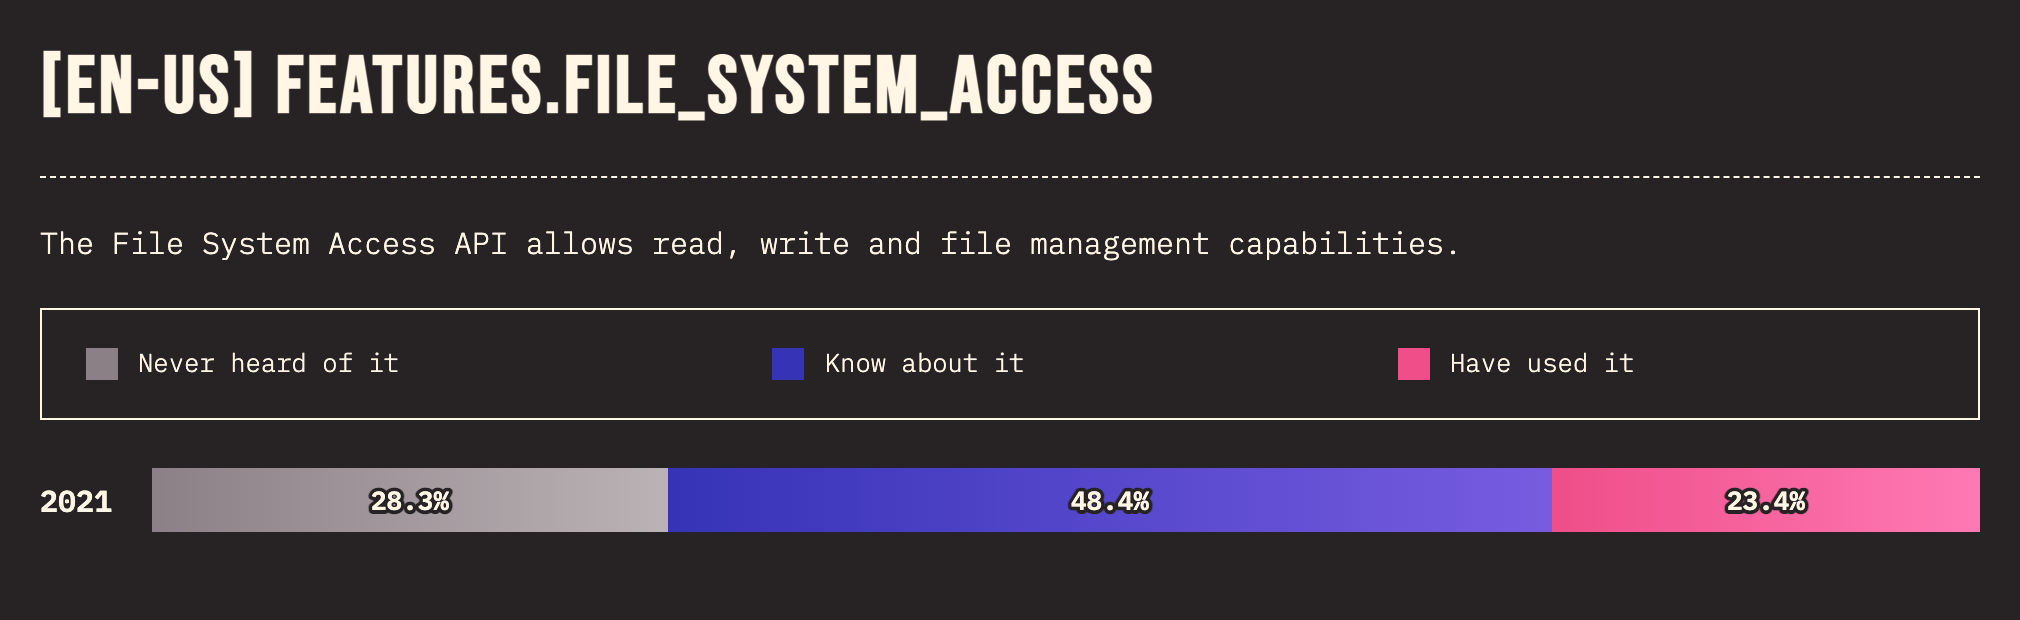 [EN-US] FEATURES.FILE_SYSTEM_ACCESS
The File System Access API allows read, write and file management capabilities.
Never heard of it
Know about it
Have used it
2021
28.3%
48.4%
23.4%